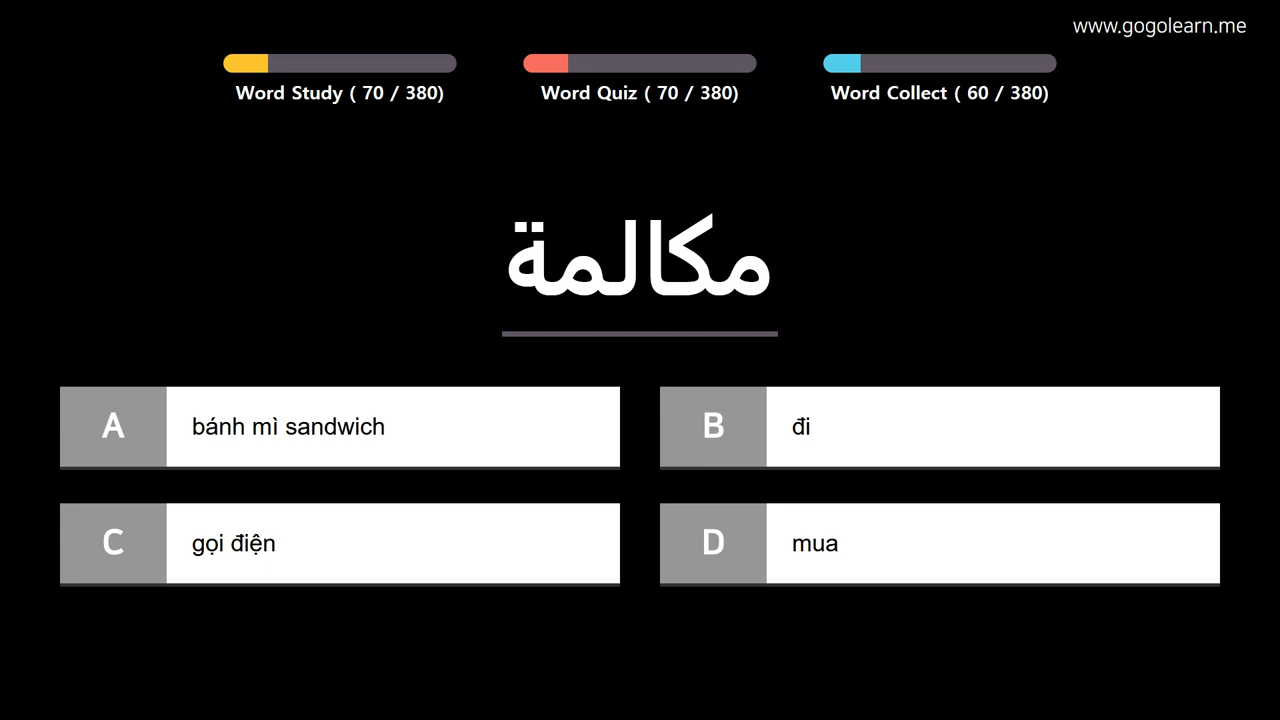 www.gogolearn.me
Word Study ( 70 / 380)
Word Quiz ( 70 / 380)
Word Collect ( 60 / 380)
مكالمة
A bánh mì sandwich
B đi
C gọi điện
D mua